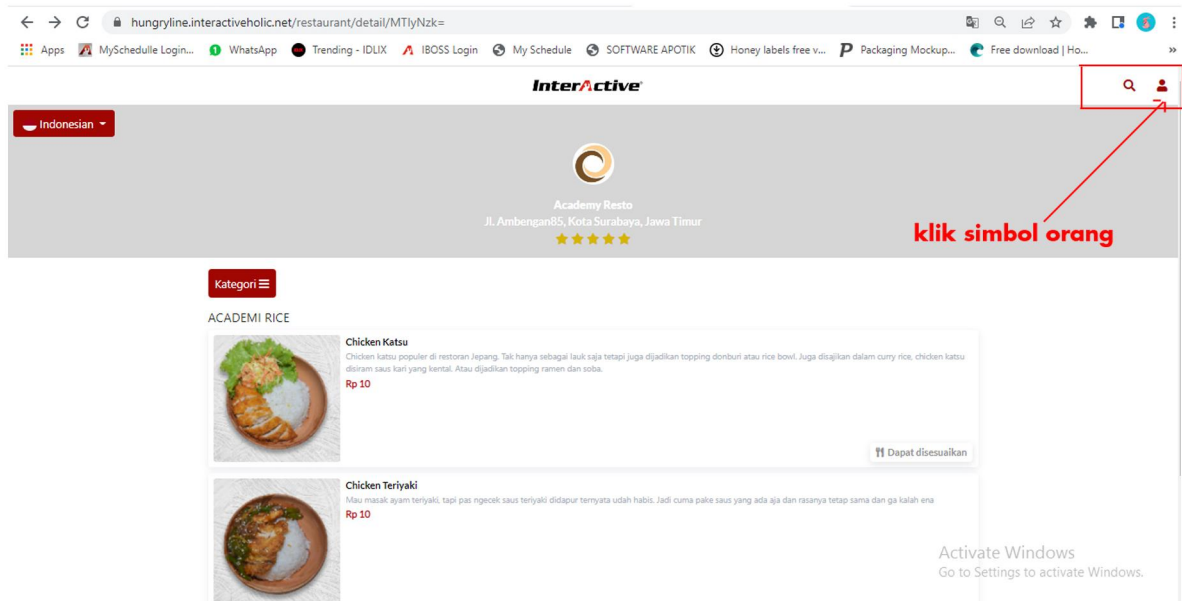 hungryline.interactiveholic.net/restaurant/detail/MTIyNzk=
Apps MySchedulle Login... WhatsApp Trending - IDLIX IBOSS Login My Schedule SOFTWARE APOTIK Honey labels free v... Packaging Mockup... Free download | Ho... »
InterActive
Indonesian
Academy Resto
Jl. Ambengan85, Kota Surabaya, Jawa Timur
klik simbol orang
Kategori
ACADEMI RICE
Chicken Katsu
Chicken katsu populer di restoran Jepang. Tak hanya sebagai lauk saja tetapi juga dijadikan topping donburi atau rice bowl. Juga disajikan dalam curry rice, chicken katsu
disiram saus kari yang kental. Atau dijadikan topping ramen dan soba.
Rp 10
Dapat disesuaikan
Chicken Teriyaki
Mau masak ayam teriyaki, tapi pas ngecek saus teriyaki didapur ternyata udah habis. Jadi cuma pake saus yang ada aja dan rasanya tetap sama dan ga kalah ena
Rp 10
Activate Windows
Go to Settings to activate Windows.